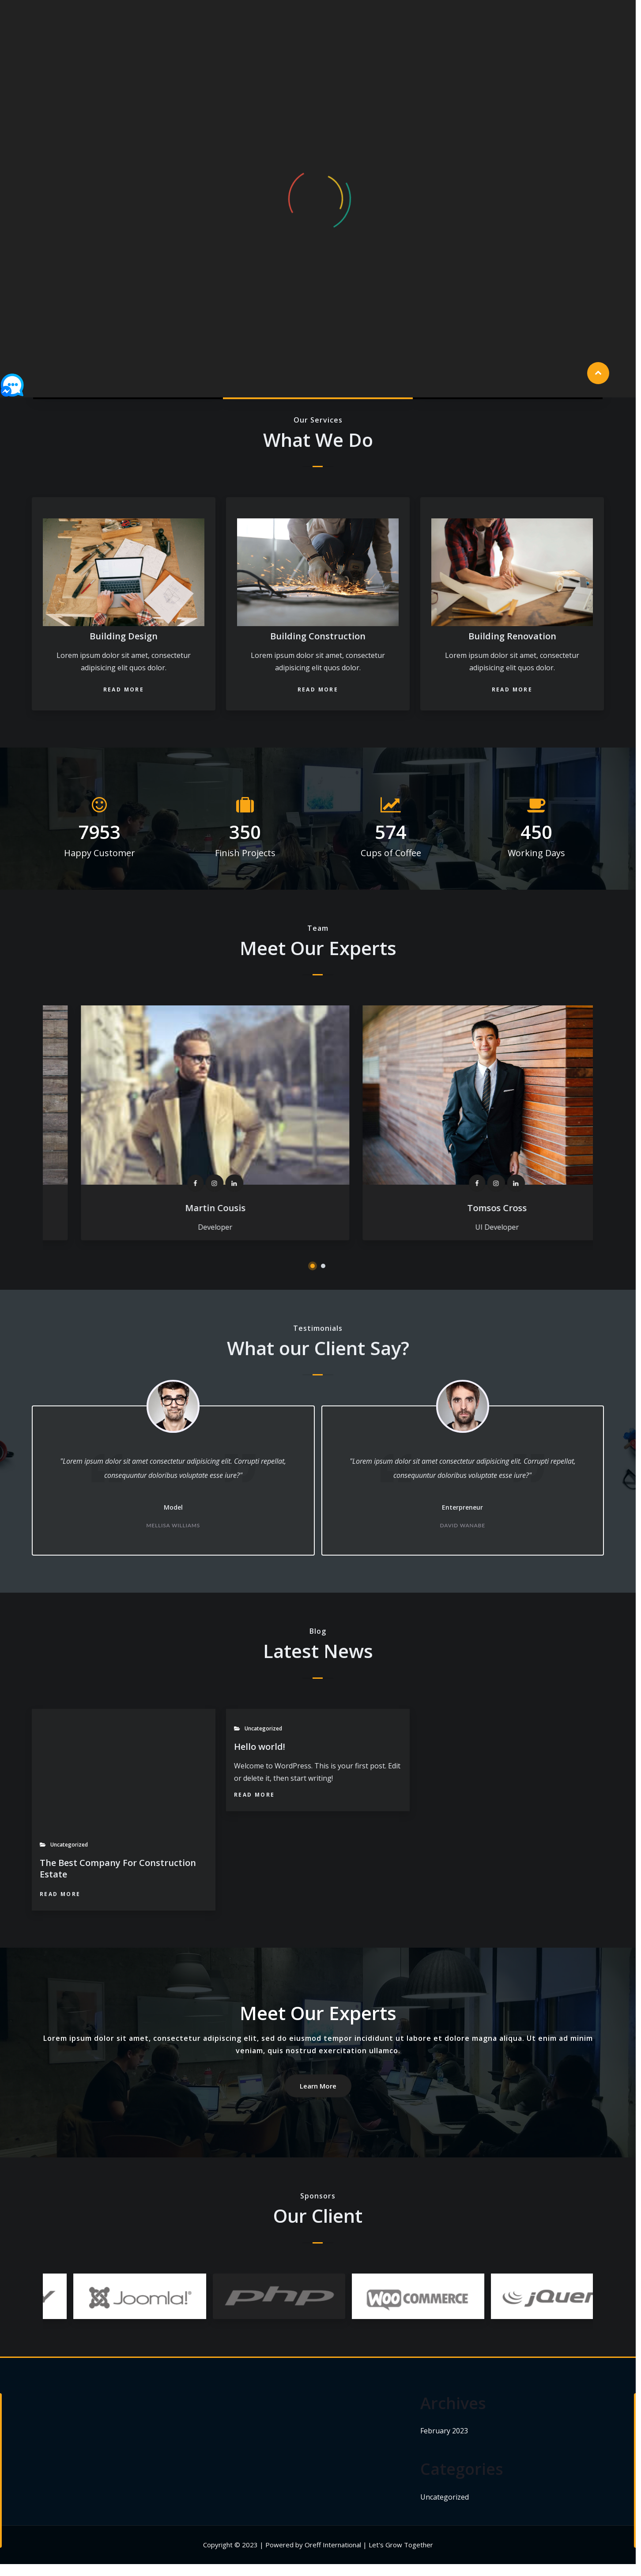 Our Services
What We Do
Building Design
Lorem ipsum dolor sit amet, consectetur
adipisicing elit quos dolor.
READ MORE
Building Construction
Lorem ipsum dolor sit amet, consectetur
adipisicing elit quos dolor.
READ MORE
Building Renovation
Lorem ipsum dolor sit amet, consectetur
adipisicing elit quos dolor.
READ MORE
7953
Happy Customer
350
Finish Projects
574
Cups of Coffee
450
Working Days
Team
Meet Our Experts
Martin Cousis
Developer
Tomsos Cross
UI Developer
Testimonials
What our Client Say?
"Lorem ipsum dolor sit amet consectetur adipisicing elit. Corrupti repellat,
consequuntur doloribus voluptate esse iure?"
Model
MELLISA WILLIAMS
"Lorem ipsum dolor sit amet consectetur adipisicing elit. Corrupti repellat,
consequuntur doloribus voluptate esse iure?"
Enterpreneur
DAVID WANABE
Blog
Latest News
Uncategorized
The Best Company For Construction
Estate
READ MORE
Uncategorized
Hello world!
Welcome to WordPress. This is your first post. Edit
or delete it, then start writing!
READ MORE
Meet Our Experts
Lorem ipsum dolor sit amet, consectetur adipiscing elit, sed do eiusmod tempor incididunt ut labore et dolore magna aliqua. Ut enim ad minim
veniam, quis nostrud exercitation ullamco.
Learn More
Sponsors
Our Client
Y
Joomla!®
php
WOO COMMERCE
jQuer
Archives
February 2023
Categories
Uncategorized
Copyright © 2023 | Powered by Oreff International | Let's Grow Together